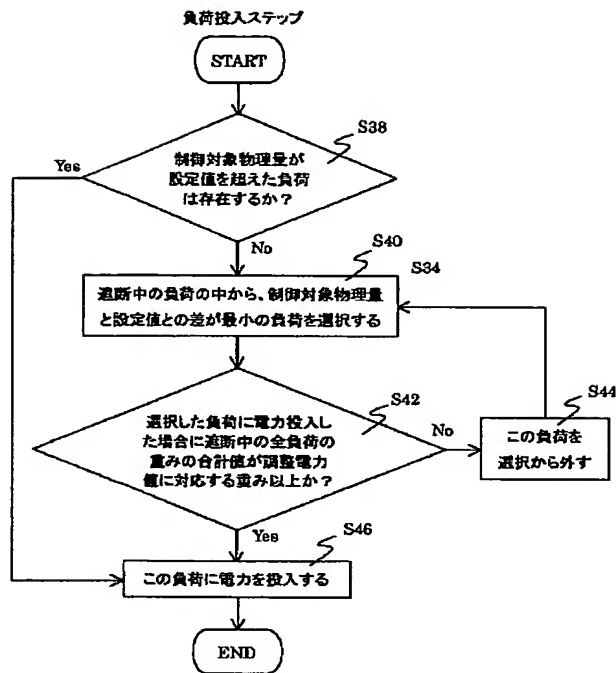 負荷投入ステップ
START
S38
Yes
制御対象物理量が
設定値を超えた負荷
は存在するか？
No
S40
S34
遮断中の負荷の中から、制御対象物理量
と設定値との差が最小の負荷を選択する
S42
S44
選択した負荷に電力投入し
た場合に遮断中の全負荷の
重みの合計値が調整電力
値に対応する重み以上か？
No
この負荷を
選択から外す
Yes
S46
この負荷に電力を投入する
END